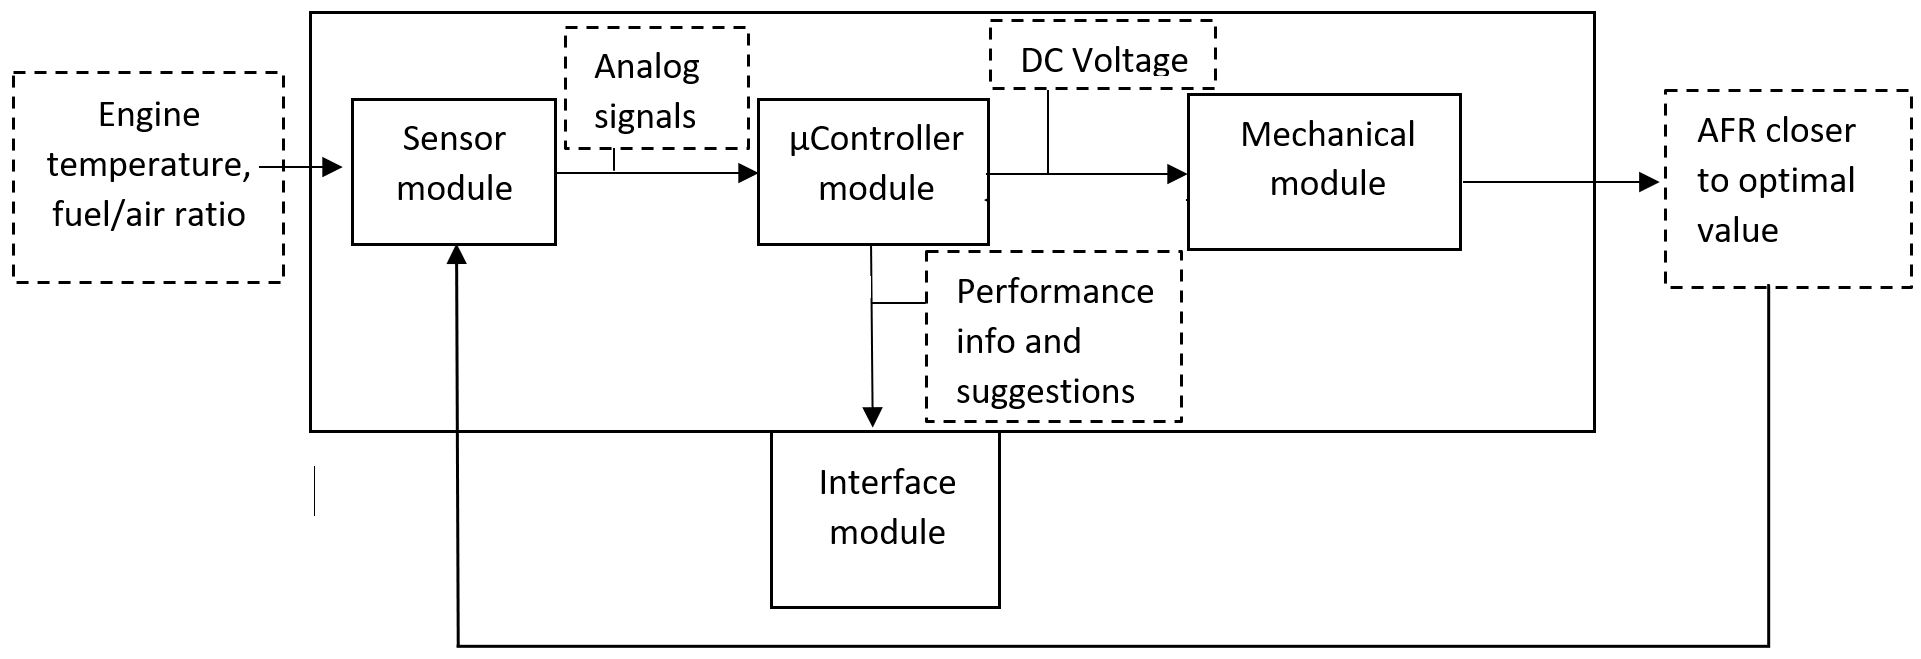 Engine
temperature,
fuel/air ratio
Sensor
module
Analog
signals
µController
module
DC Voltage
Mechanical
module
AFR closer
to optimal
value
Performance
info and
suggestions
Interface
module